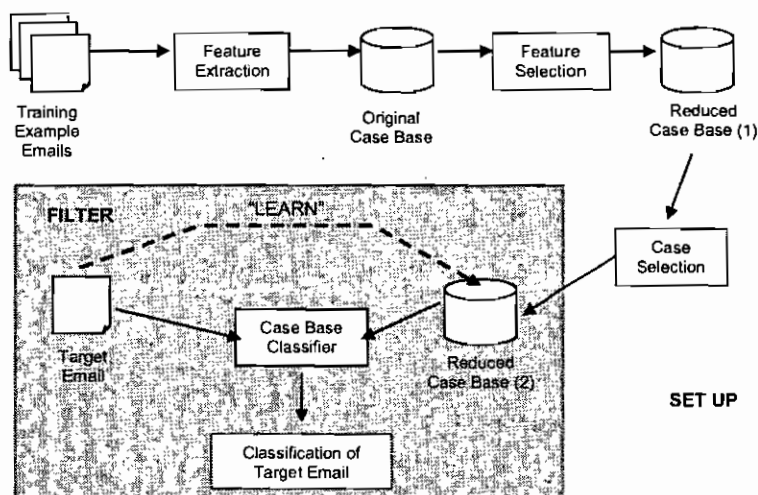 Feature
Extraction
Feature
Selection
Training
Example
Emails
Original
Case Base
Reduced
Case Base (1)
FILTER
"LEARN"
Case
Selection
Target
Email
Case Base
Classifier
Reduced
Case Base (2)
SET UP
Classification of
Target Email